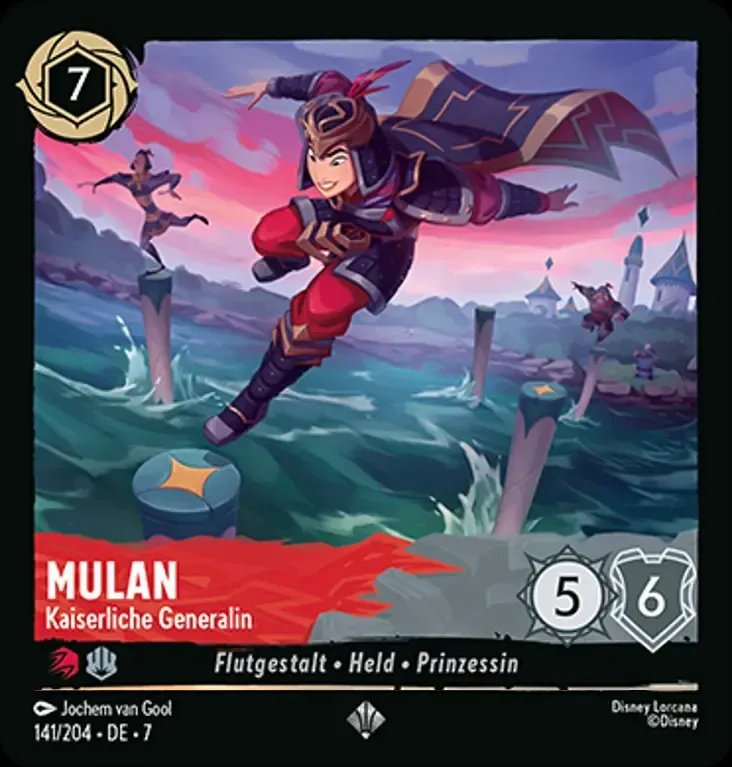 7
MULAN
Kaiserliche Generalin
5
6
Flutgestalt • Held • Prinzessin
Jochem van Gool
141/204 • DE • 7
Disney Lorcana
©Disney